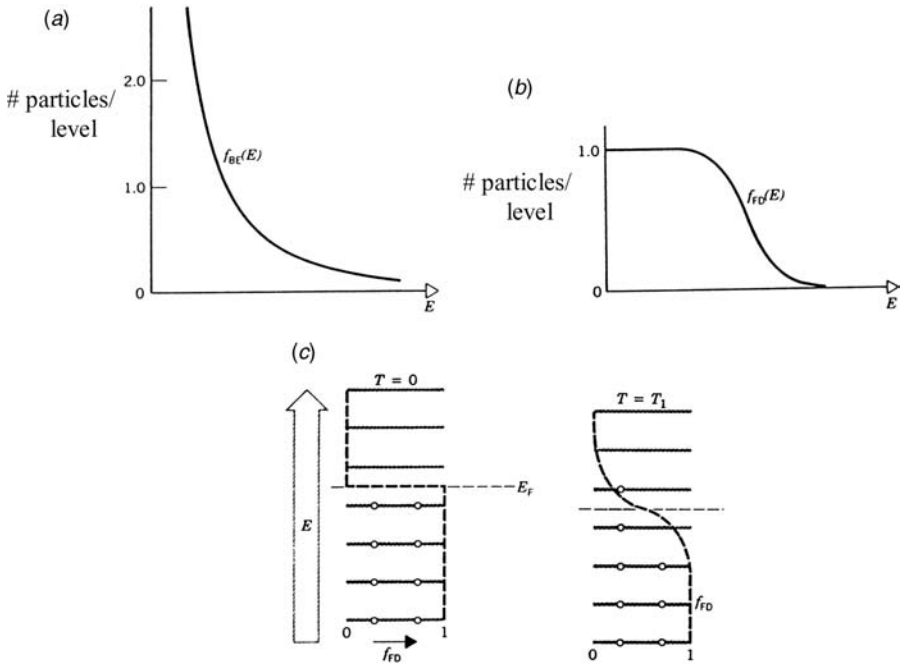 (a)
2.0
# particles/
level
f_BE(E)
1.0
0
E
(b)
1.0
# particles/
level
f_FD(E)
0
E
(c)
T = 0
E_F
E
0
1
f_FD
T = T_1
f_FD
0
1